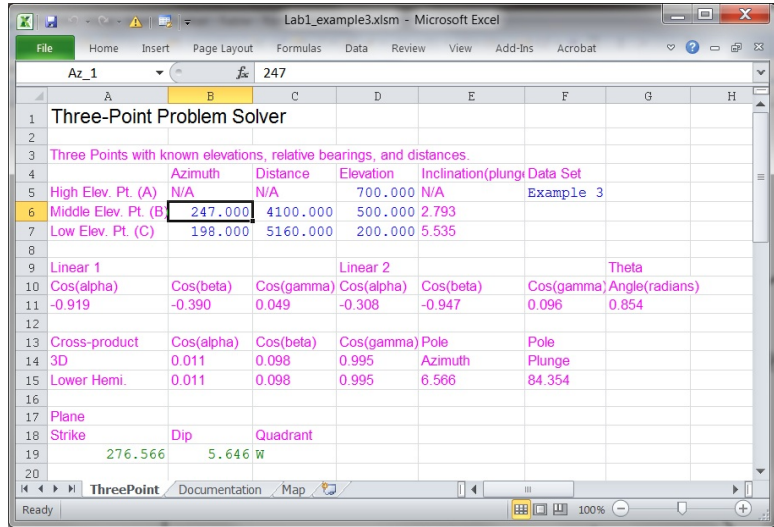 Lab1_example3.xlsm - Microsoft Excel
File Home Insert Page Layout Formulas Data Review View Add-Ins Acrobat
Az_1 fx 247
A B C D E F G H
1 Three-Point Problem Solver
2
3 Three Points with known elevations, relative bearings, and distances.
4 Azimuth Distance Elevation Inclination(plunge Data Set
5 High Elev. Pt. (A) N/A N/A 700.000 N/A Example 3
6 Middle Elev. Pt. (B) 247.000 4100.000 500.000 2.793
7 Low Elev. Pt. (C) 198.000 5160.000 200.000 5.535
8
9 Linear 1 Linear 2 Theta
10 Cos(alpha) Cos(beta) Cos(gamma) Cos(alpha) Cos(beta) Cos(gamma) Angle(radians)
11 -0.919 -0.390 0.049 -0.308 -0.947 0.096 0.854
12
13 Cross-product Cos(alpha) Cos(beta) Cos(gamma) Pole Pole
14 3D 0.011 0.098 0.995 Azimuth Plunge
15 Lower Hemi. 0.011 0.098 0.995 6.566 84.354
16
17 Plane
18 Strike Dip Quadrant
19 276.566 5.646 W
20
ThreePoint Documentation Map
Ready 100%